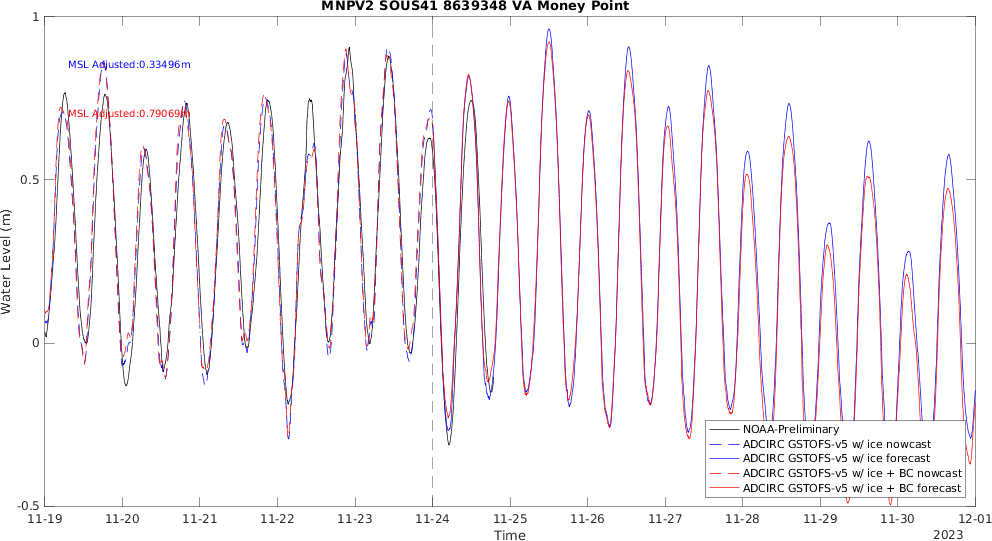 MNPV2 SOUS41 8639348 VA Money Point
1
MSL Adjusted:0.33496m
MSL Adjusted:0.79069m
0.5
Water Level (m)
0
-0.5
NOAA-Preliminary
ADCIRC GSTOFS-v5 w/ ice nowcast
ADCIRC GSTOFS-v5 w/ ice forecast
ADCIRC GSTOFS-v5 w/ ice + BC nowcast
ADCIRC GSTOFS-v5 w/ ice + BC forecast
11-19 11-20 11-21 11-22 11-23 11-24 11-25 11-26 11-27 11-28 11-29 11-30 12-01
Time
2023